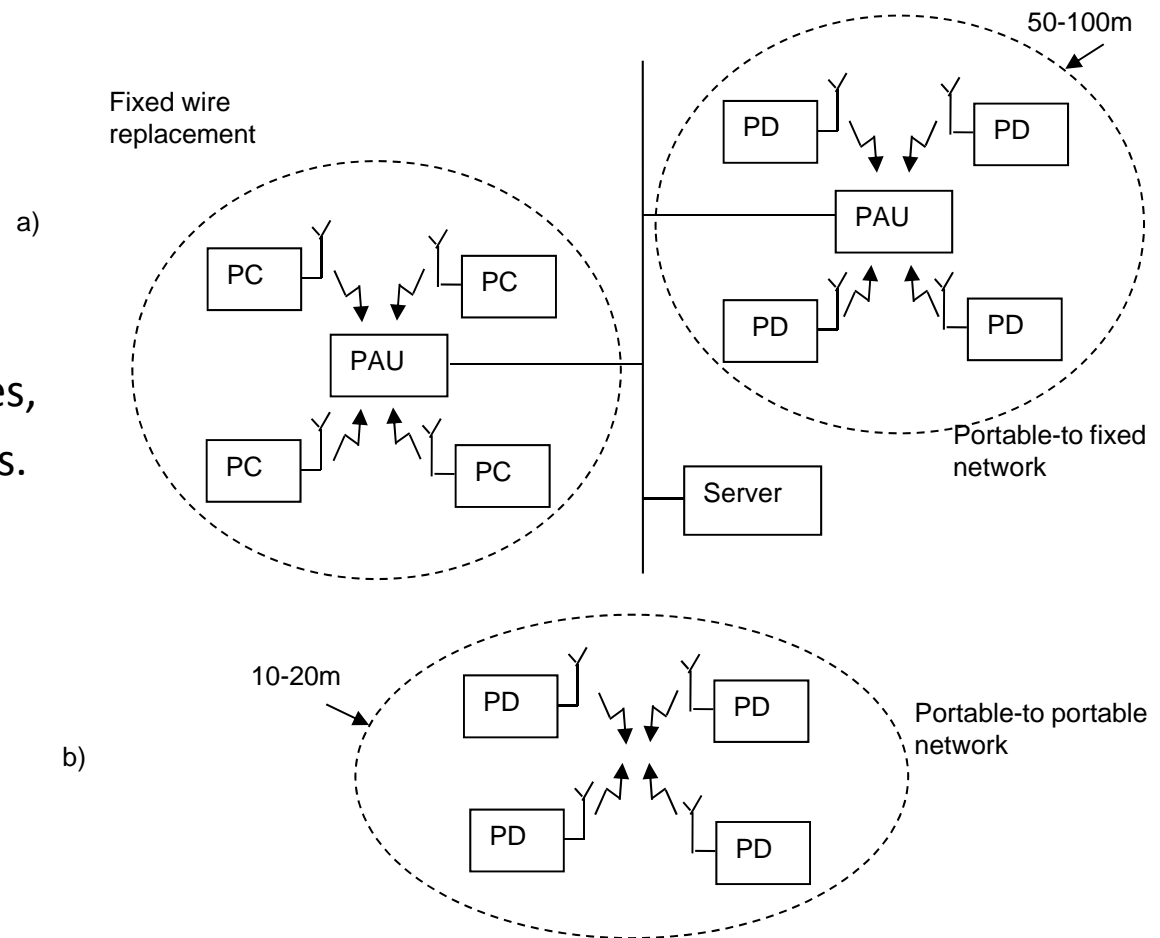 50-100m
Fixed wire
replacement
PD
PD
a)
PAU
PC
PC
PD
PD
PAU
es,
s.
PC
PC
Portable-to fixed
network
Server
10-20m
PD
PD
Portable-to portable
network
b)
PD
PD